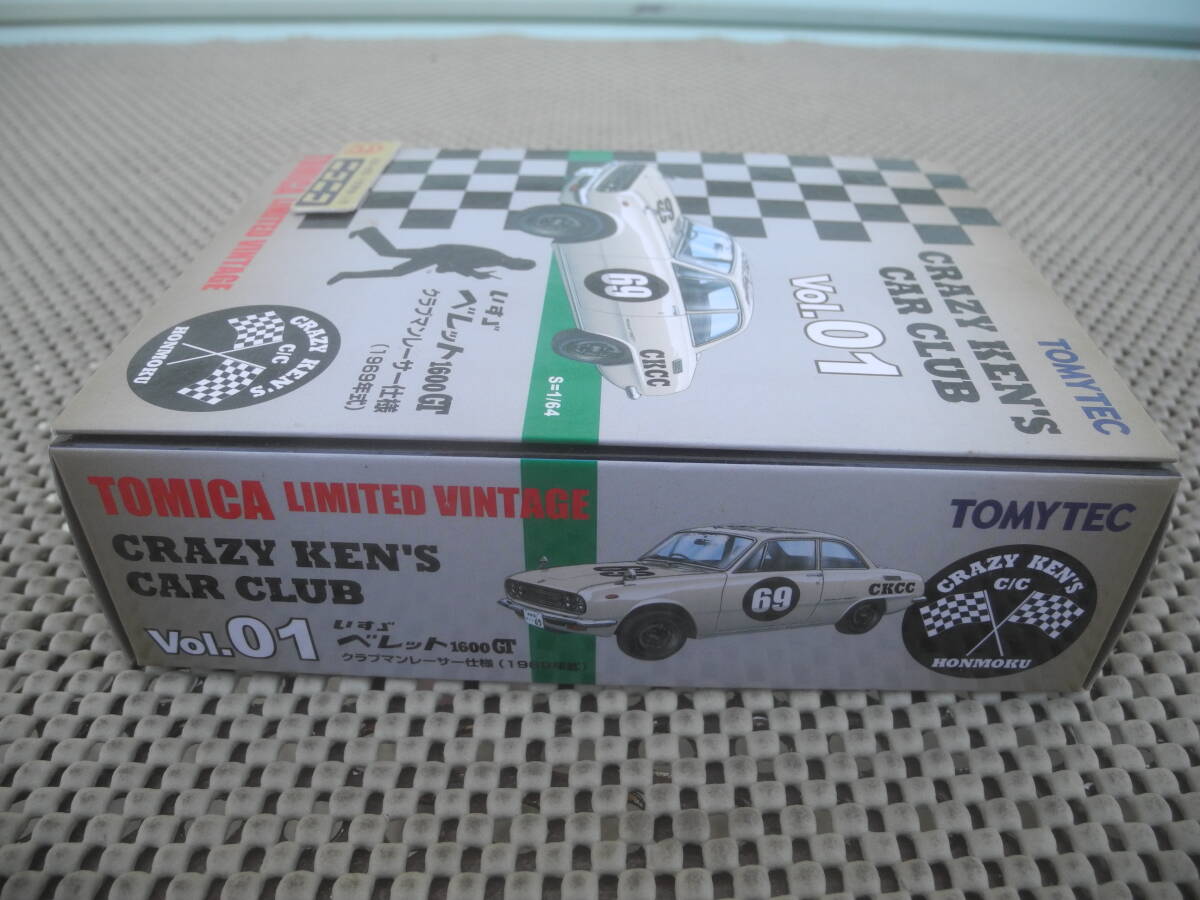 TOMYTEC
CRAZY KEN'S
CAR CLUB
Vol.01
69
CKCC
S=1/64
いすゞ
ベレット1600GT
クラブマンレーサー仕様
(1969年式)
CRAZY KEN'S
C/C
HONMOKU
TOMICA LIMITED VINTAGE
TOMICA LIMITED VINTAGE
TOMYTEC
CRAZY KEN'S
CAR CLUB
Vol.01
いすゞ
ベレット1600GT
クラブマンレーサー仕様(1969年式)
69
69
CKCC
CRAZY KEN'S
C/C
HONMOKU